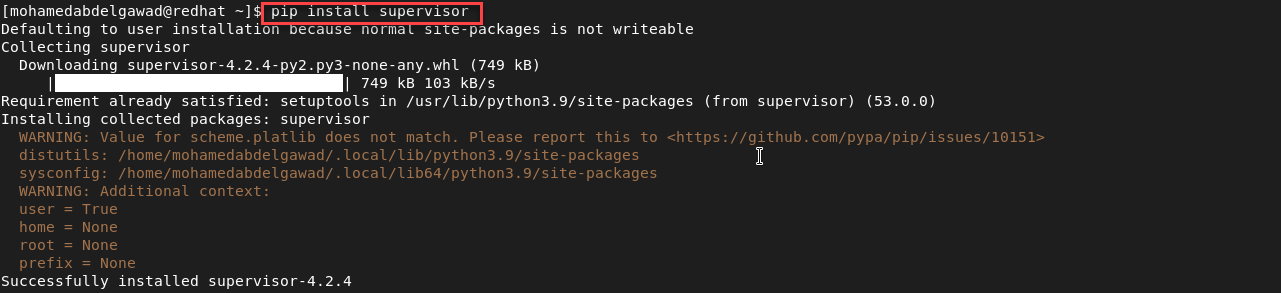 [mohamedabdelgawad@redhat ~]$ pip install supervisor
Defaulting to user installation because normal site-packages is not writeable
Collecting supervisor
  Downloading supervisor-4.2.4-py2.py3-none-any.whl (749 kB)
     |                                | 749 kB 103 kB/s
Requirement already satisfied: setuptools in /usr/lib/python3.9/site-packages (from supervisor) (53.0.0)
Installing collected packages: supervisor
  WARNING: Value for scheme.platlib does not match. Please report this to <https://github.com/pypa/pip/issues/10151>
  distutils: /home/mohamedabdelgawad/.local/lib/python3.9/site-packages
  sysconfig: /home/mohamedabdelgawad/.local/lib64/python3.9/site-packages
  WARNING: Additional context:
  user = True
  home = None
  root = None
  prefix = None
Successfully installed supervisor-4.2.4